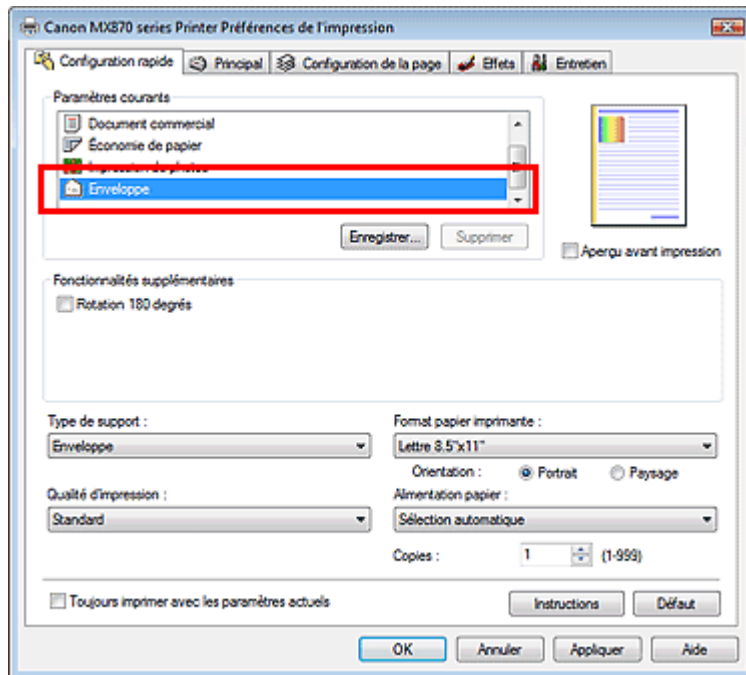 Canon MX870 series Printer Préférences de l'impression
Configuration rapide Principal Configuration de la page Effets Entretien
Paramètres courants
Document commercial
Économie de papier
Impression de photos
Enveloppe
Enregistrer... Supprimer
Aperçu avant impression
Fonctionnalités supplémentaires
Rotation 180 degrés
Type de support : Format papier imprimante :
Enveloppe Lettre 8.5"x11"
Orientation : Portrait Paysage
Qualité d'impression : Alimentation papier :
Standard Sélection automatique
Copies : 1 (1-999)
Toujours imprimer avec les paramètres actuels Instructions Défaut
OK Annuler Appliquer Aide